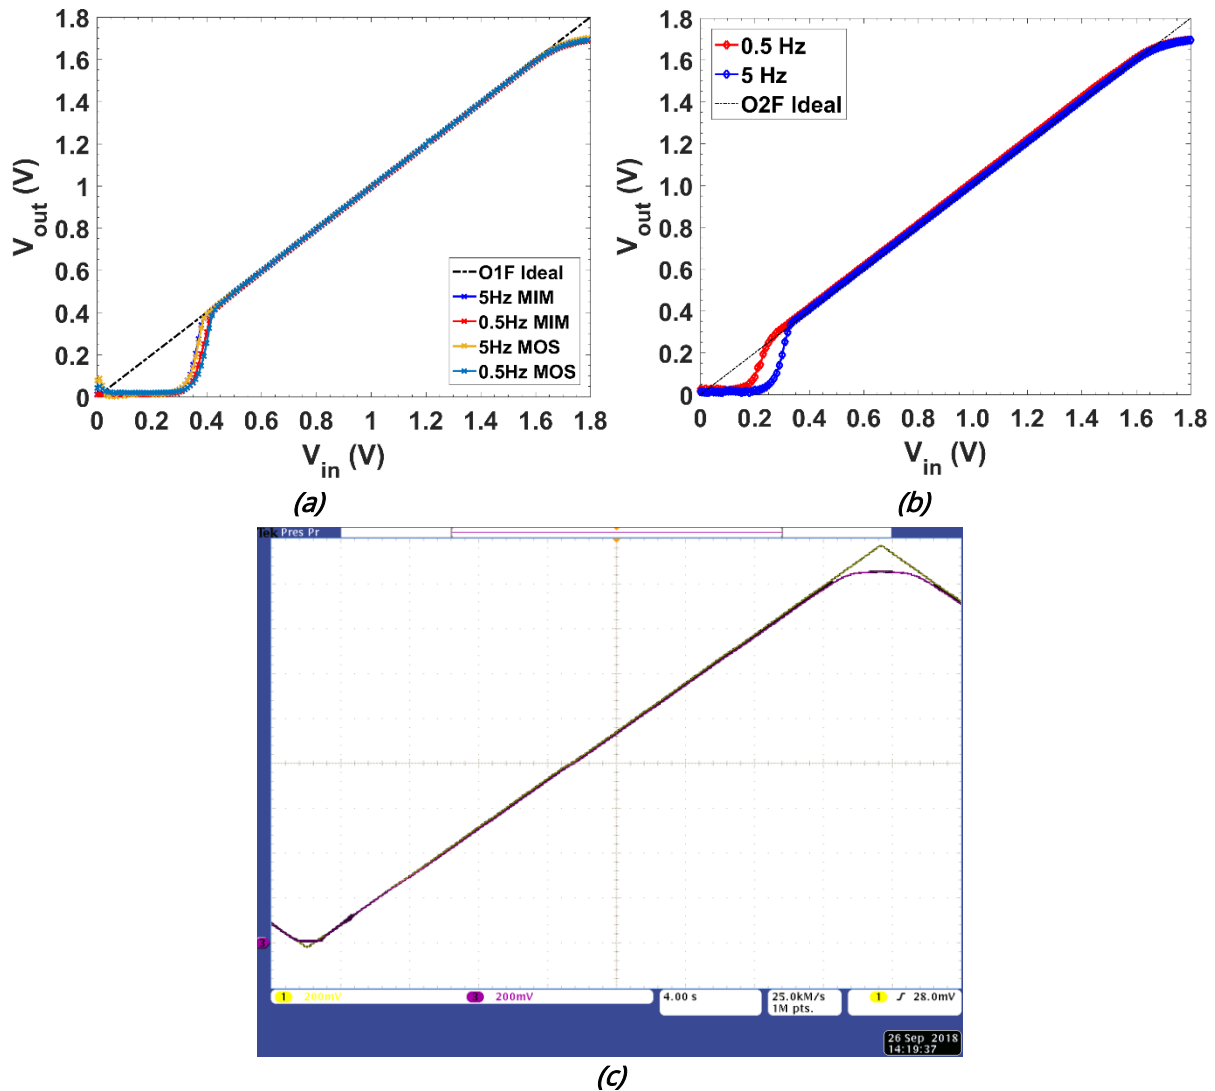 1.8
1.6
1.4
1.2
1
0.8
0.6
0.4
0.2
0
V_out (V)
O1F Ideal
5Hz MIM
0.5Hz MIM
5Hz MOS
0.5Hz MOS
0 0.2 0.4 0.6 0.8 1 1.2 1.4 1.6 1.8
V_in (V)
(a)
1.8
1.6
1.4
1.2
1.0
0.8
0.6
0.4
0.2
0
V_out (V)
0.5 Hz
5 Hz
O2F Ideal
0 0.2 0.4 0.6 0.8 1.0 1.2 1.4 1.6 1.8
V_in (V)
(b)
Tek PreS Pr
3
1 200mV 3 200mV 4.00 s 25.0kM/s 1 28.0mV
1M pts.
26 Sep 2018
14:19:37
(c)